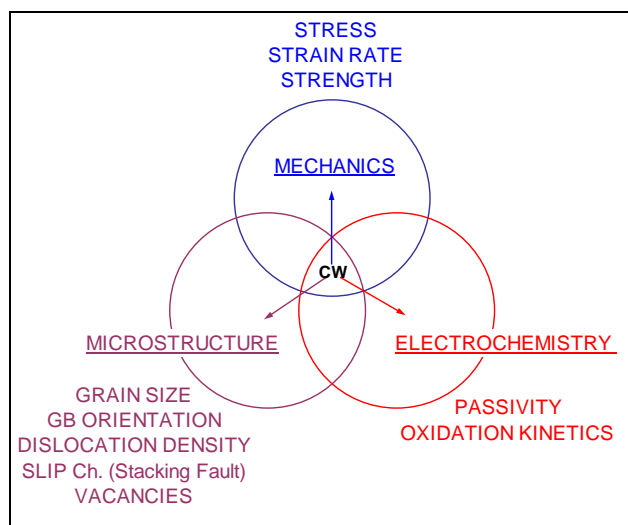 STRESS
STRAIN RATE
STRENGTH
MECHANICS
CW
MICROSTRUCTURE
ELECTROCHEMISTRY
GRAIN SIZE
GB ORIENTATION
DISLOCATION DENSITY
SLIP Ch. (Stacking Fault)
VACANCIES
PASSIVITY
OXIDATION KINETICS